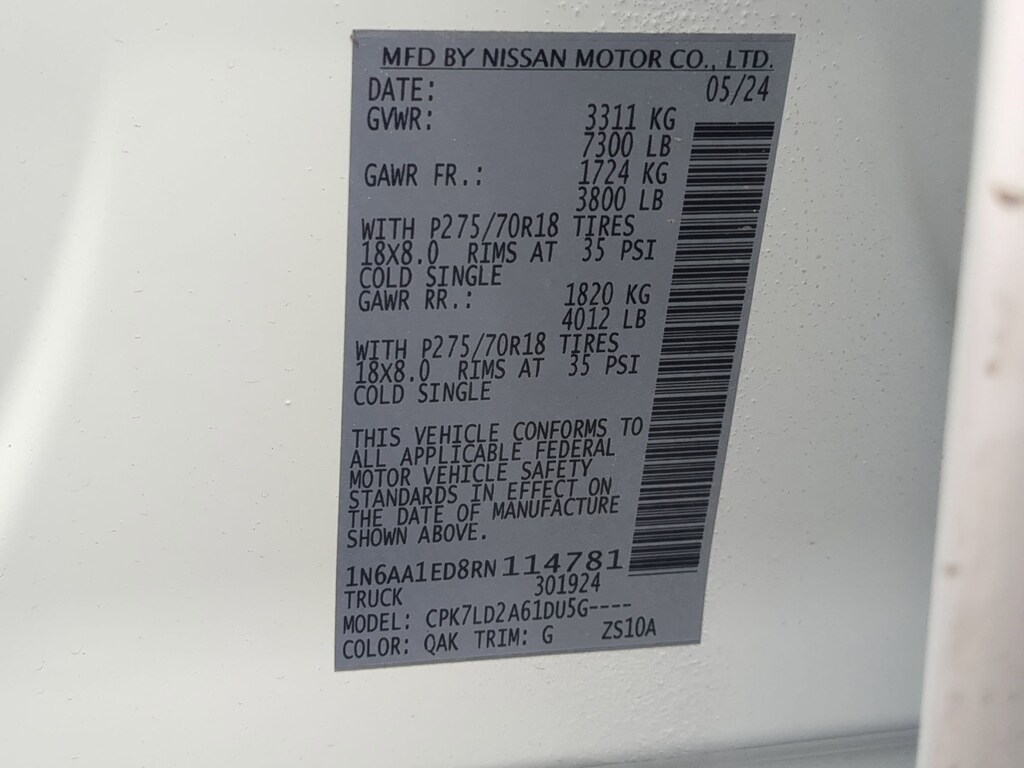 MFD BY NISSAN MOTOR CO., LTD.
DATE: 05/24
GVWR: 3311 KG
7300 LB
GAWR FR.: 1724 KG
3800 LB
WITH P275/70R18 TIRES
18X8.0 RIMS AT 35 PSI
COLD SINGLE
GAWR RR.: 1820 KG
4012 LB
WITH P275/70R18 TIRES
18X8.0 RIMS AT 35 PSI
COLD SINGLE
THIS VEHICLE CONFORMS TO
ALL APPLICABLE FEDERAL
MOTOR VEHICLE SAFETY
STANDARDS IN EFFECT ON
THE DATE OF MANUFACTURE
SHOWN ABOVE.
1N6AA1ED8RN114781
TRUCK 301924
MODEL: CPK7LD2A61DU5G----
COLOR: QAK TRIM: G ZS10A